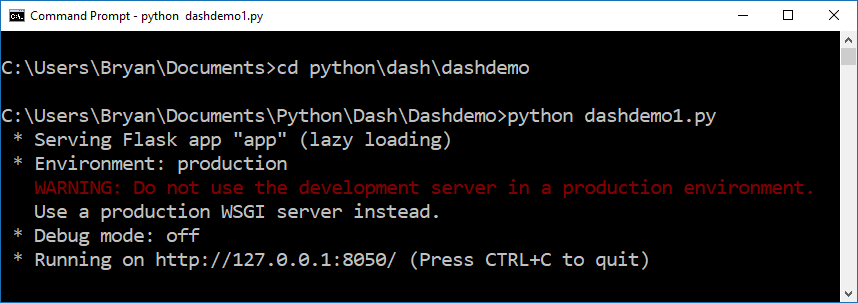 Command Prompt - python  dashdemo1.py
C:\Users\Bryan\Documents>cd python\dash\dashdemo
C:\Users\Bryan\Documents\Python\Dash\Dashdemo>python dashdemo1.py
 * Serving Flask app "app" (lazy loading)
 * Environment: production
   WARNING: Do not use the development server in a production environment.
   Use a production WSGI server instead.
 * Debug mode: off
 * Running on http://127.0.0.1:8050/ (Press CTRL+C to quit)